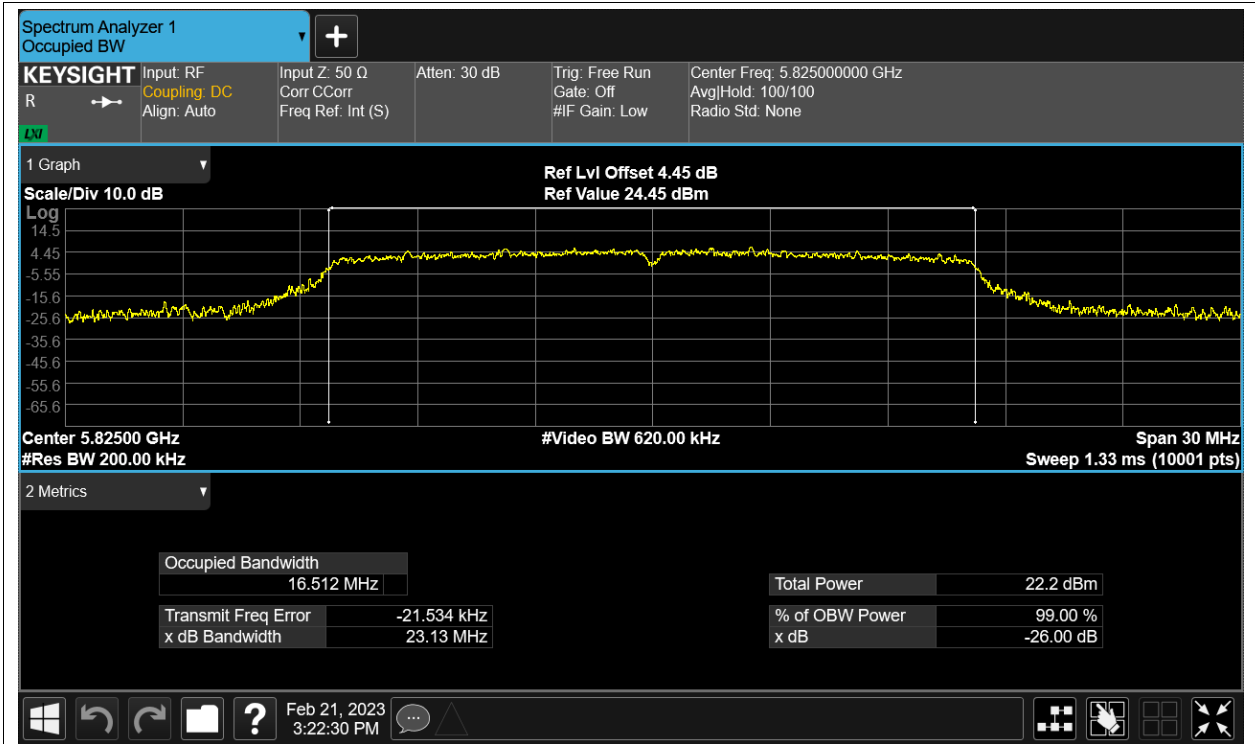 Spectrum Analyzer 1
Occupied BW
▼
+
KEYSIGHT
R
LXI
Input: RF
Coupling: DC
Align: Auto
Input Z: 50 Ω
Corr CCorr
Freq Ref: Int (S)
Atten: 30 dB
Trig: Free Run
Gate: Off
#IF Gain: Low
Center Freq: 5.825000000 GHz
Avg|Hold: 100/100
Radio Std: None
1 Graph ▼
Scale/Div 10.0 dB
Ref Lvl Offset 4.45 dB
Ref Value 24.45 dBm
Log
14.5
4.45
-5.55
-15.6
-25.6
-35.6
-45.6
-55.6
-65.6
Center 5.82500 GHz
#Res BW 200.00 kHz
#Video BW 620.00 kHz
Span 30 MHz
Sweep 1.33 ms (10001 pts)
2 Metrics ▼
Occupied Bandwidth
16.512 MHz
Transmit Freq Error -21.534 kHz
x dB Bandwidth 23.13 MHz
Total Power 22.2 dBm
% of OBW Power 99.00 %
x dB -26.00 dB
?
Feb 21, 2023
3:22:30 PM